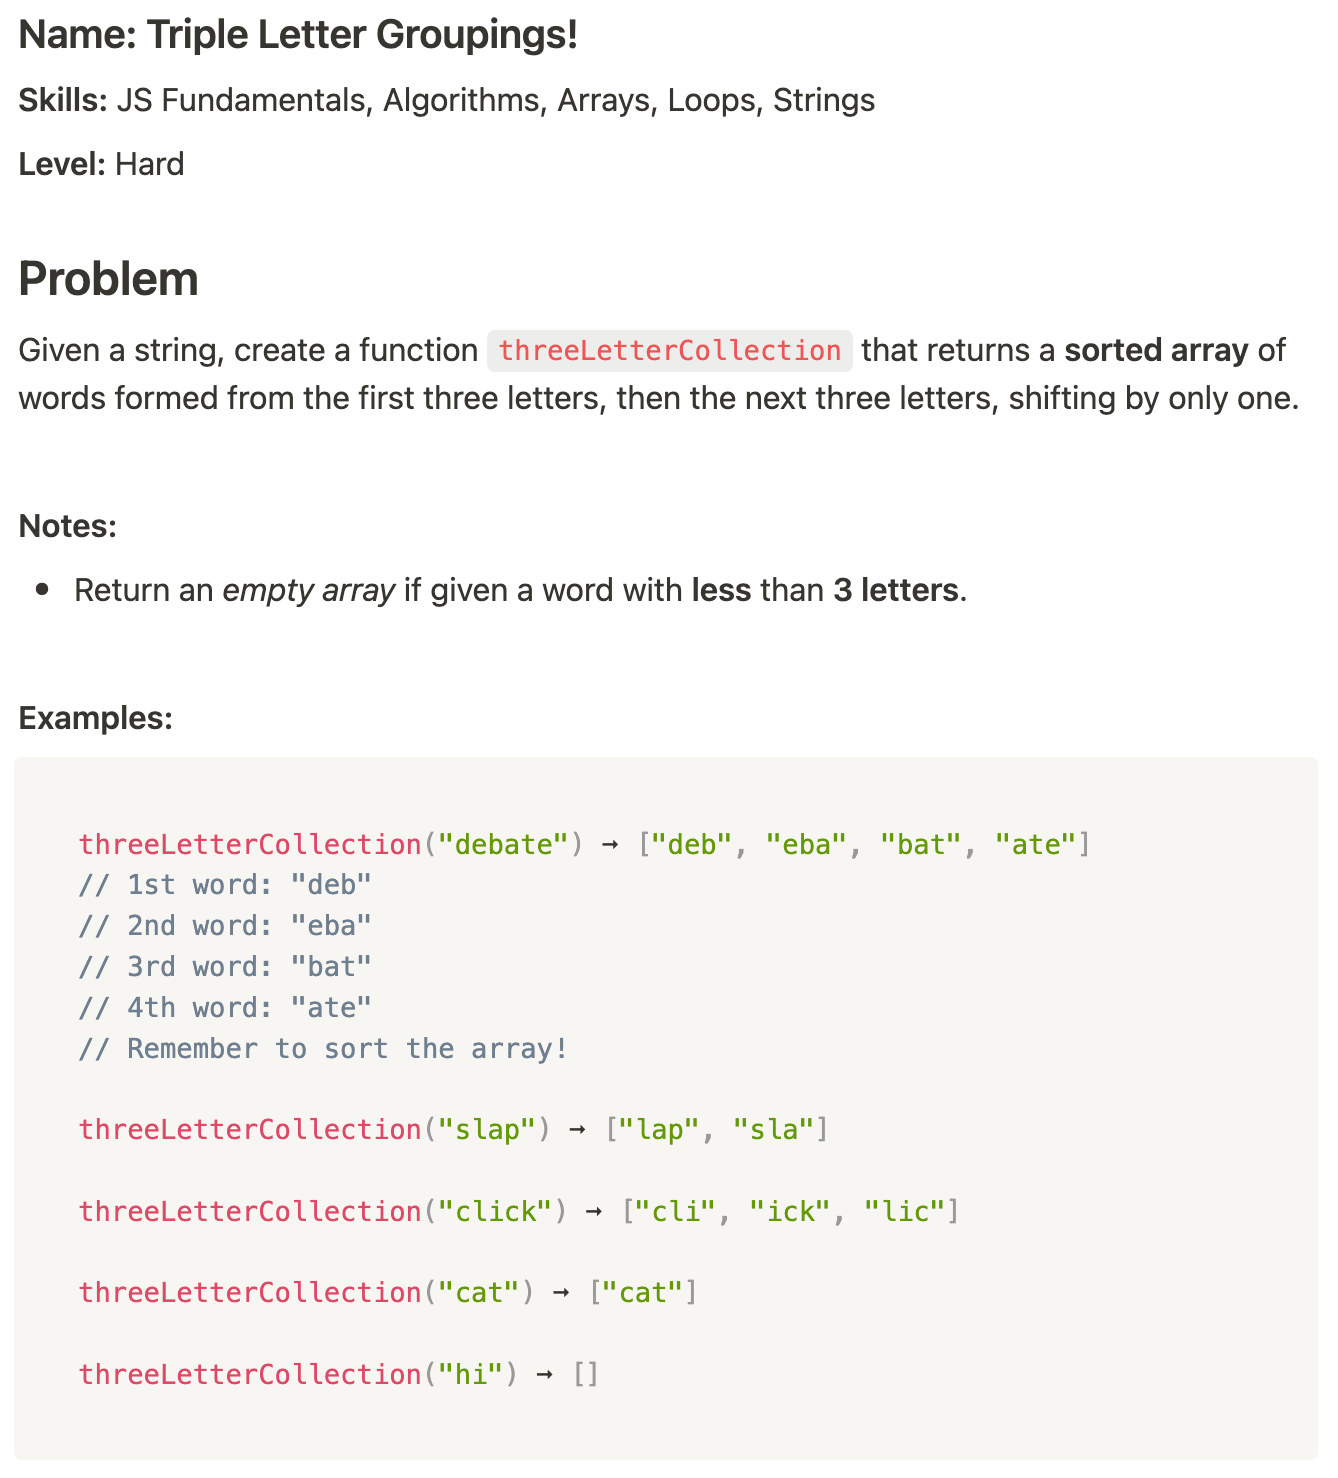 Name: Triple Letter Groupings!
Skills: JS Fundamentals, Algorithms, Arrays, Loops, Strings
Level: Hard
Problem
Given a string, create a function threeLetterCollection that returns a sorted array of
words formed from the first three letters, then the next three letters, shifting by only one.
Notes:
• Return an empty array if given a word with less than 3 letters.
Examples:
threeLetterCollection("debate") → ["deb", "eba", "bat", "ate"]
// 1st word: "deb"
// 2nd word: "eba"
// 3rd word: "bat"
// 4th word: "ate"
// Remember to sort the array!
threeLetterCollection("slap") → ["lap", "sla"]
threeLetterCollection("click") → ["cli", "ick", "lic"]
threeLetterCollection("cat") → ["cat"]
threeLetterCollection("hi") → []